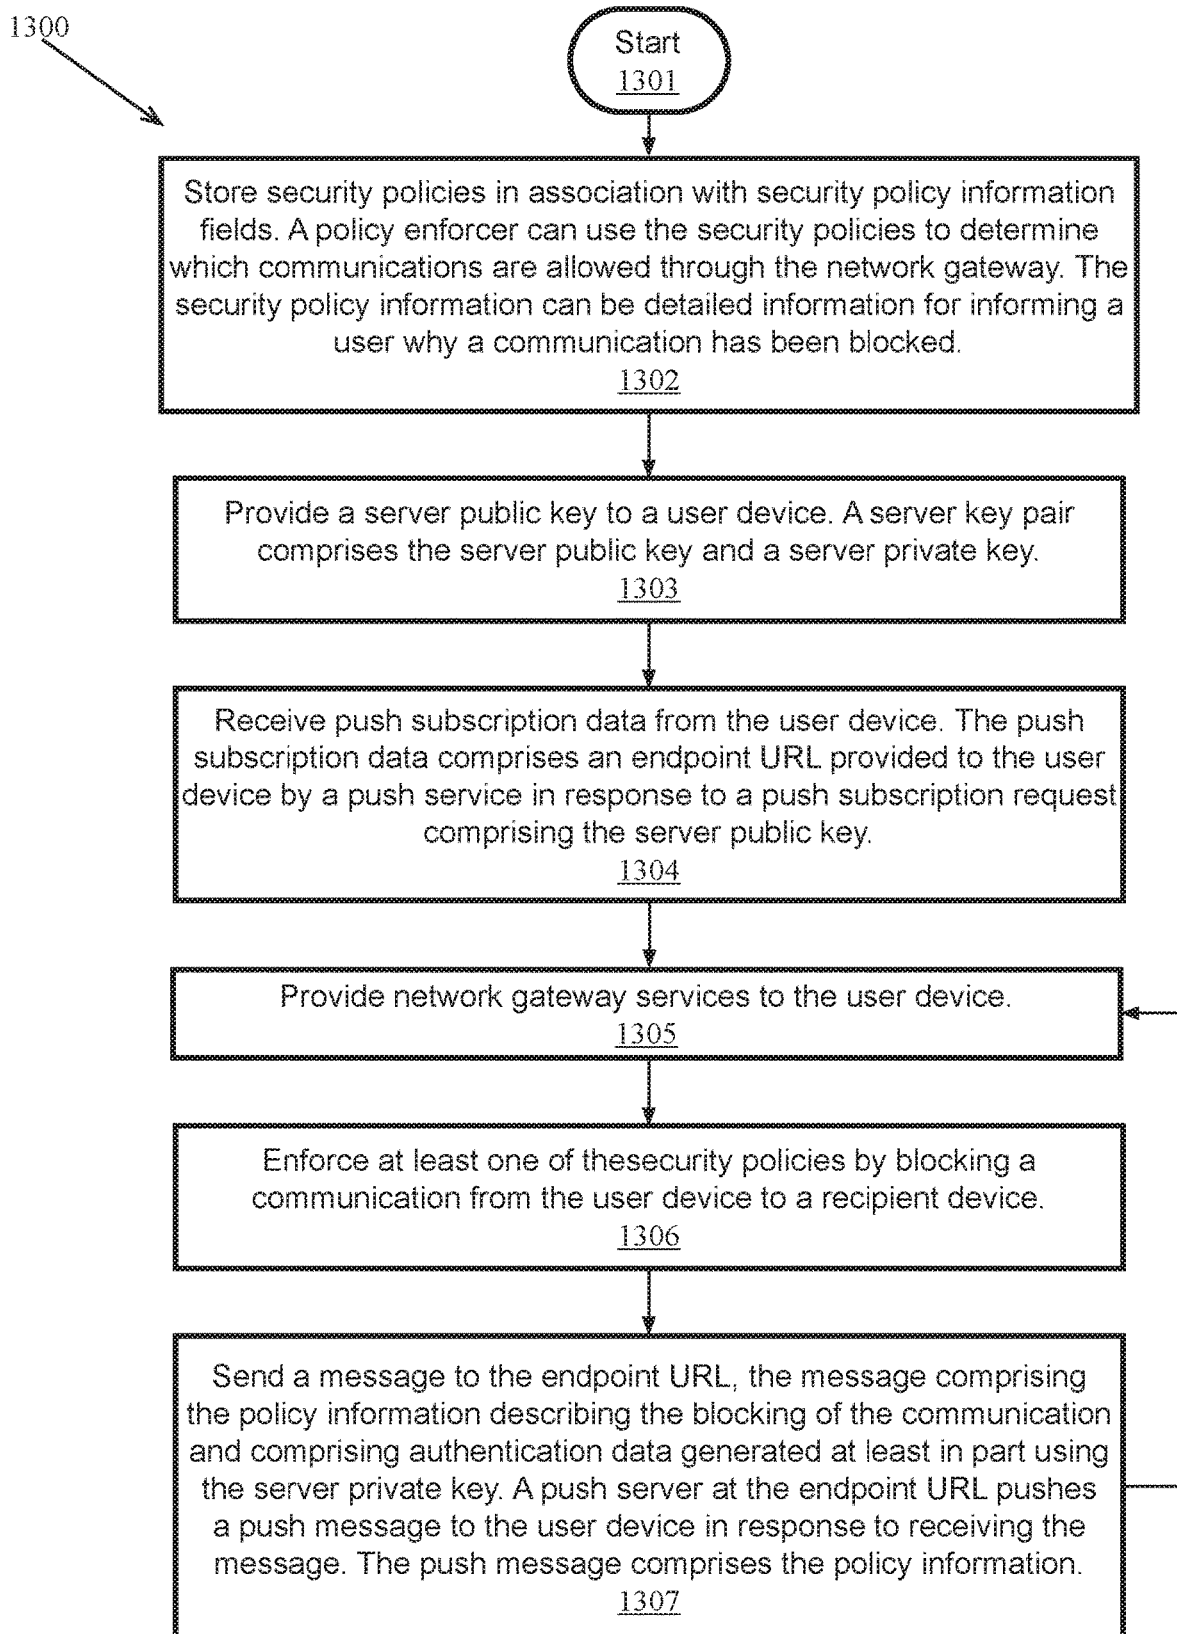 1300
Start
1301
Store security policies in association with security policy information
fields. A policy enforcer can use the security policies to determine
which communications are allowed through the network gateway. The
security policy information can be detailed information for informing a
user why a communication has been blocked.
1302
Provide a server public key to a user device. A server key pair
comprises the server public key and a server private key.
1303
Receive push subscription data from the user device. The push
subscription data comprises an endpoint URL provided to the user
device by a push service in response to a push subscription request
comprising the server public key.
1304
Provide network gateway services to the user device.
1305
Enforce at least one of thesecurity policies by blocking a
communication from the user device to a recipient device.
1306
Send a message to the endpoint URL, the message comprising
the policy information describing the blocking of the communication
and comprising authentication data generated at least in part using
the server private key. A push server at the endpoint URL pushes
a push message to the user device in response to receiving the
message. The push message comprises the policy information.
1307